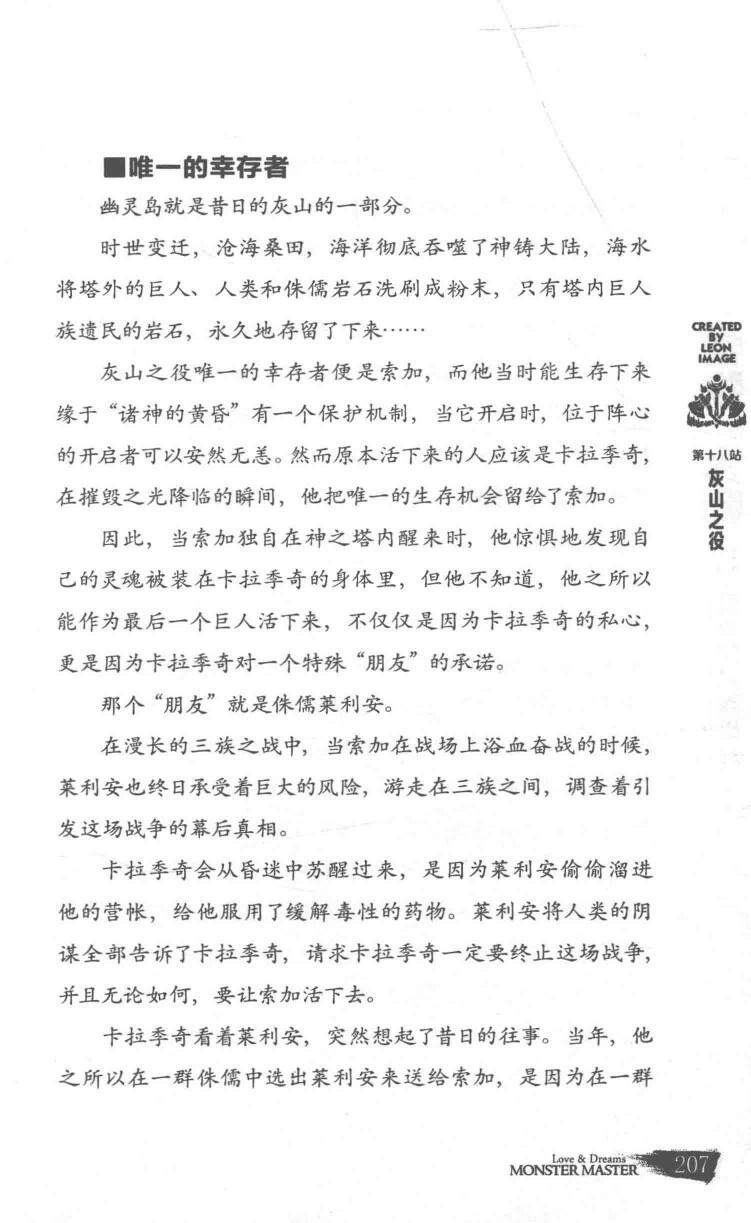 ■唯一的幸存者
幽灵岛就是昔日的灰山的一部分。
时世变迁，沧海桑田，海洋彻底吞噬了神铸大陆，海水
将塔外的巨人、人类和侏儒岩石洗刷成粉末，只有塔内巨人
族遗民的岩石，永久地存留了下来……
灰山之役唯一的幸存者便是索加，而他当时能生存下来
缘于“诸神的黄昏”有一个保护机制，当它开启时，位于阵心
的开启者可以安然无恙。然而原本活下来的人应该是卡拉季奇，
在摧毁之光降临的瞬间，他把唯一的生存机会留给了索加。
因此，当索加独自在神之塔内醒来时，他惊惧地发现自
己的灵魂被装在卡拉季奇的身体里，但他不知道，他之所以
能作为最后一个巨人活下来，不仅仅是因为卡拉季奇的私心，
更是因为卡拉季奇对一个特殊“朋友”的承诺。
那个“朋友”就是侏儒莱利安。
在漫长的三族之战中，当索加在战场上浴血奋战的时候，
莱利安也终日承受着巨大的风险，游走在三族之间，调查着引
发这场战争的幕后真相。
卡拉季奇会从昏迷中苏醒过来，是因为莱利安偷偷溜进
他的营帐，给他服用了缓解毒性的药物。莱利安将人类的阴
谋全部告诉了卡拉季奇，请求卡拉季奇一定要终止这场战争，
并且无论如何，要让索加活下去。
卡拉季奇看着莱利安，突然想起了昔日的往事。当年，他
之所以在一群侏儒中选出莱利安来送给索加，是因为在一群
CREATED
BY
LEON
IMAGE
第十八站
灰山之役
Love & Dreams
MONSTER MASTER
207